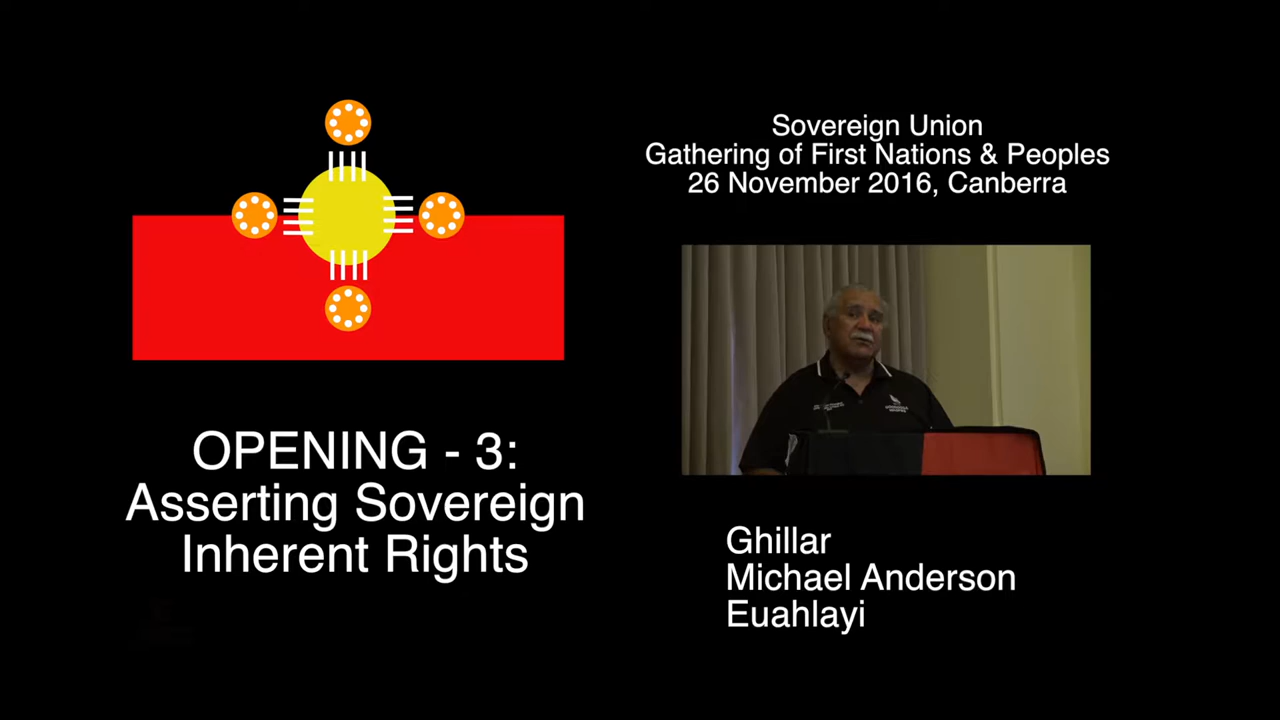 Sovereign Union
Gathering of First Nations & Peoples
26 November 2016, Canberra
OPENING - 3:
Asserting Sovereign
Inherent Rights
Ghillar
Michael Anderson
Euahlayi